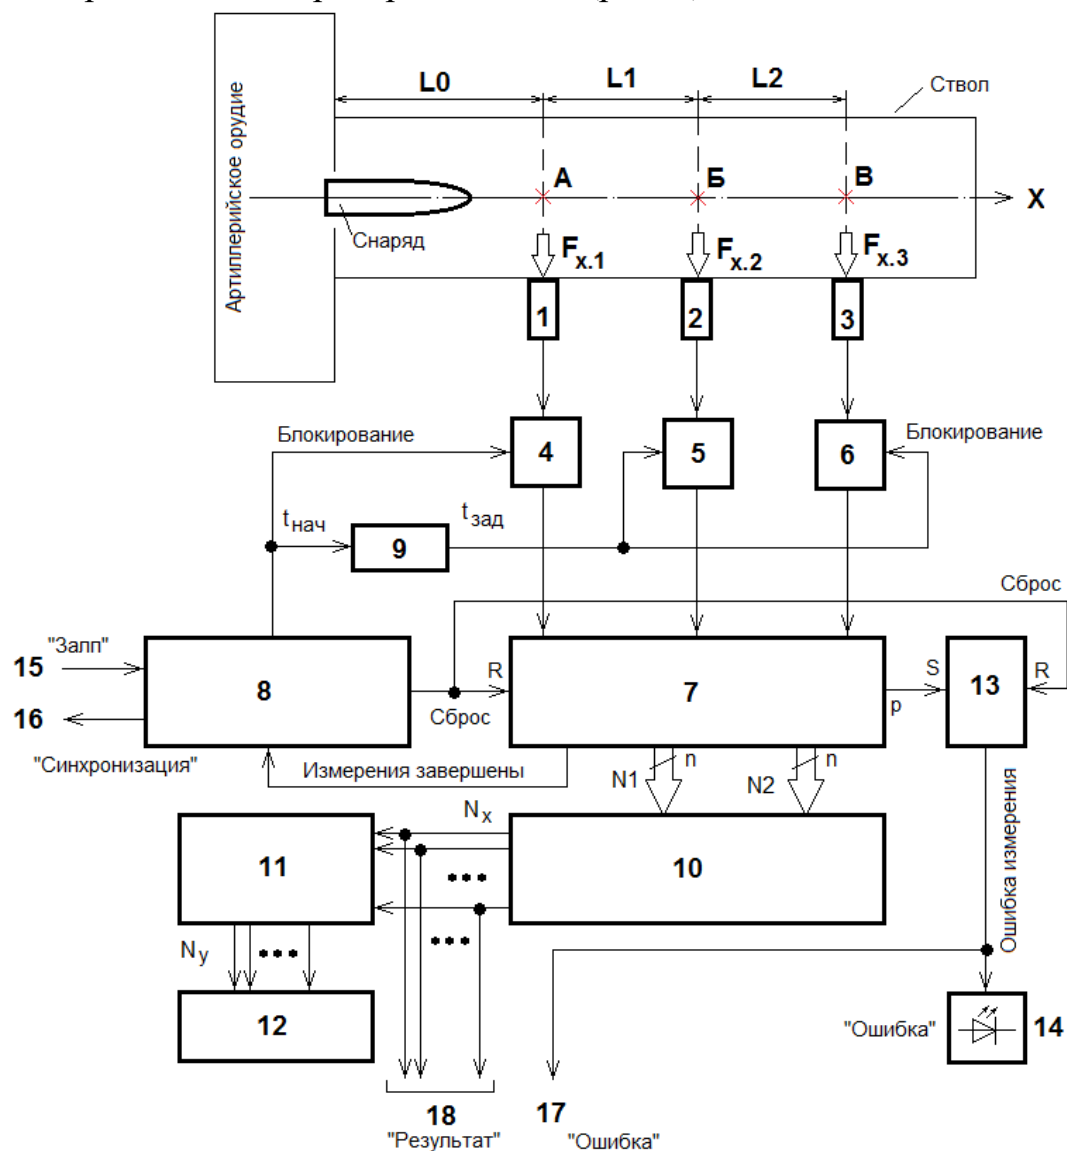 L0
L1
L2
Ствол
Артиллерийское орудие
А
Б
В
X
Снаряд
Fx.1
Fx.2
Fx.3
1
2
3
Блокирование
4
5
6
Блокирование
tнач
9
tзад
Сброс
15
"Залп"
8
R
7
S
13
R
16
Сброс
p
"Синхронизация"
Измерения завершены
N1
n
N2
n
Ошибка измерения
Nx
11
10
Ny
12
"Ошибка"
14
18
"Результат"
17
"Ошибка"